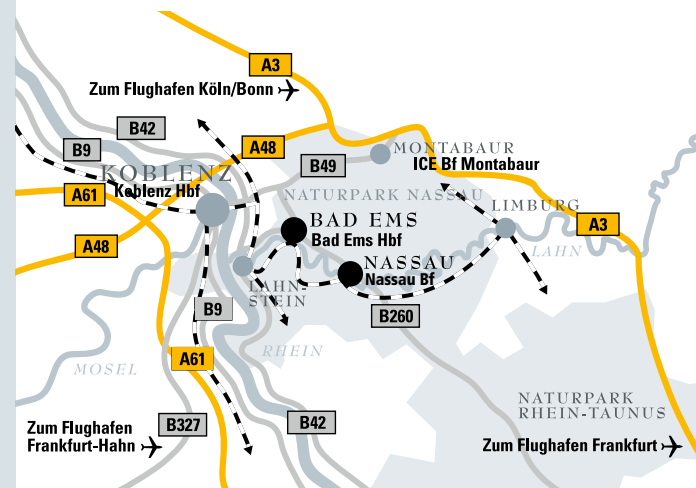 A3
Zum Flughafen Köln/Bonn
B42
B9
A48
KOBLENZ
Koblenz Hbf
B49
MONTABAUR
ICE Bf Montabaur
A61
NATURPARK NASSAU
LIMBURG
BAD EMS
Bad Ems Hbf
A3
A48
LAHN
NASSAU
Nassau Bf
LAHN-
STEIN
B9
B260
RHEIN
A61
MOSEL
NATURPARK
RHEIN-TAUNUS
B327
B42
Zum Flughafen
Frankfurt-Hahn
Zum Flughafen Frankfurt